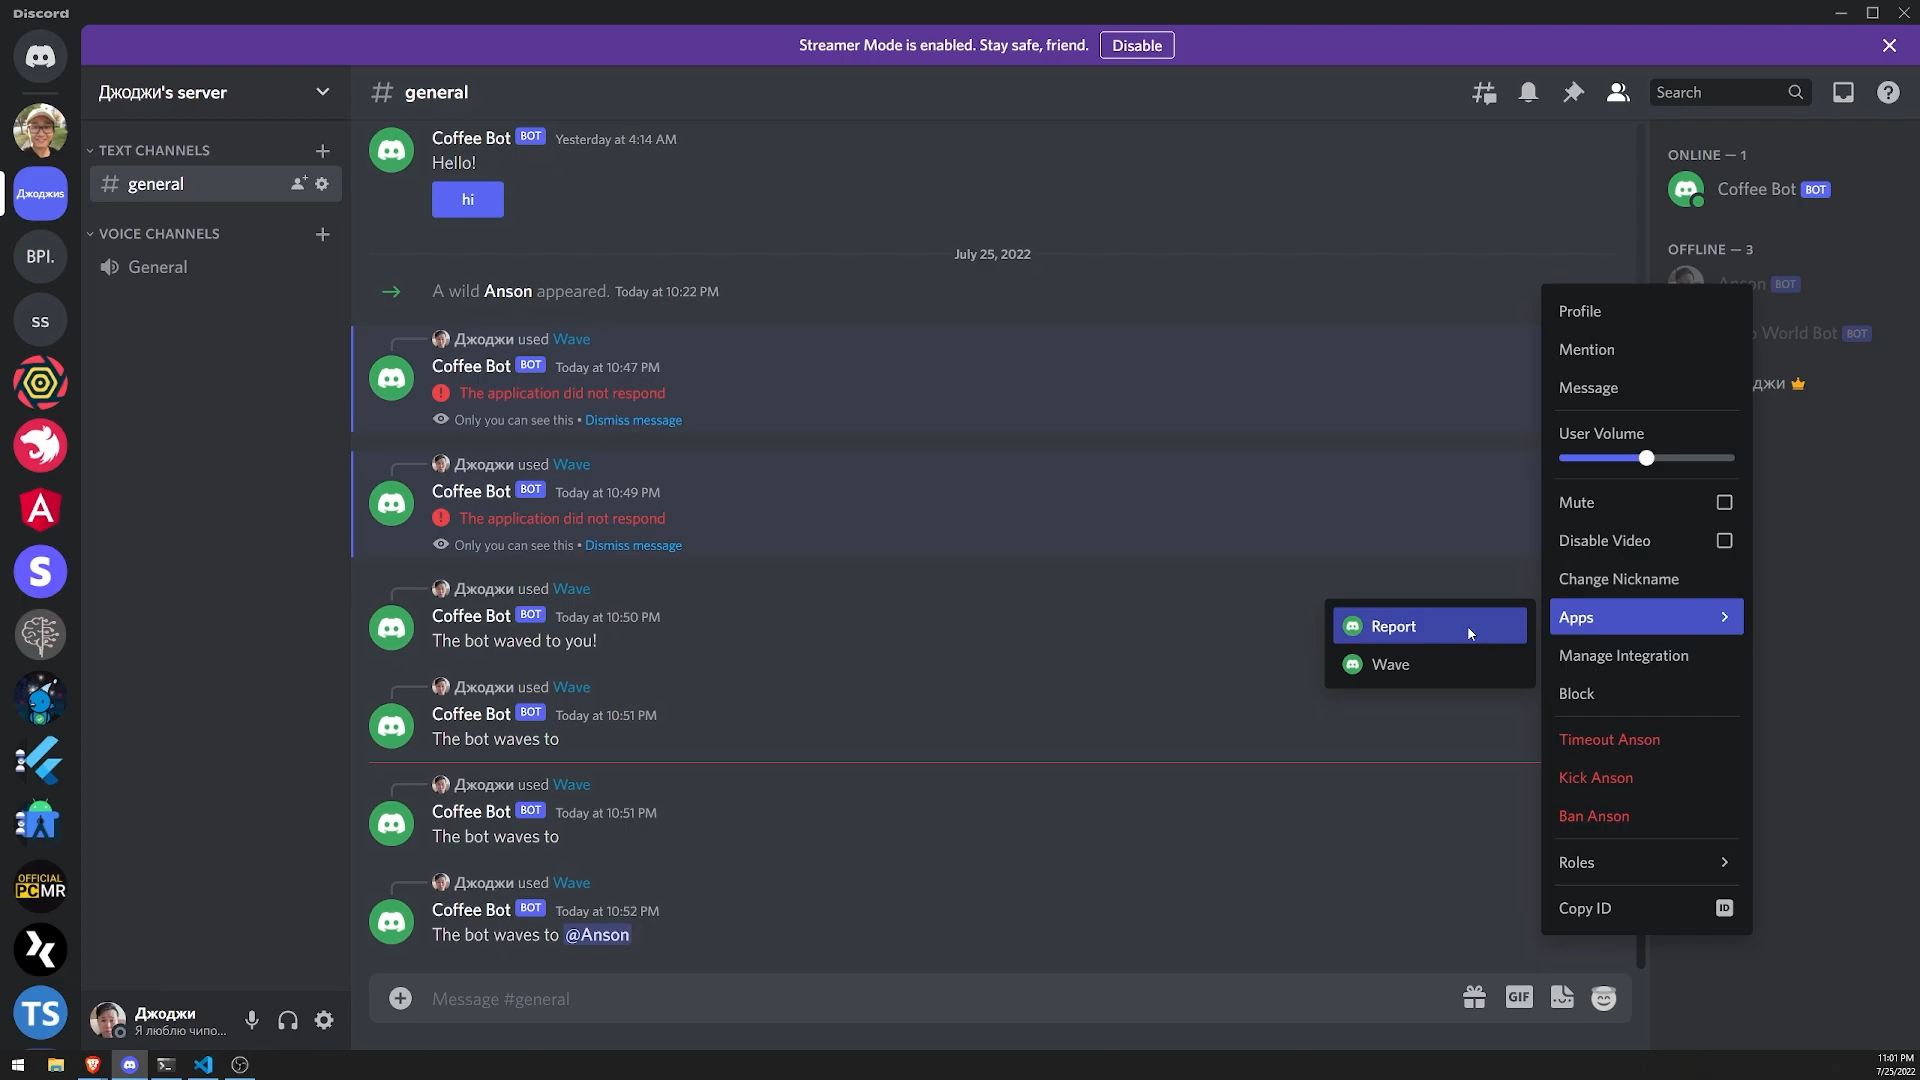 Discord
Streamer Mode is enabled. Stay safe, friend. Disable
Джоджи's server
general
Search
TEXT CHANNELS
general
VOICE CHANNELS
General
Джоджиs
BPI.
ss
S
OFFICIAL
PCMR
TS
Coffee Bot BOT Yesterday at 4:14 AM
Hello!
hi
July 25, 2022
A wild Anson appeared. Today at 10:22 PM
Джоджи used Wave
Coffee Bot BOT Today at 10:47 PM
The application did not respond
Only you can see this • Dismiss message
Джоджи used Wave
Coffee Bot BOT Today at 10:49 PM
The application did not respond
Only you can see this • Dismiss message
Джоджи used Wave
Coffee Bot BOT Today at 10:50 PM
The bot waved to you!
Джоджи used Wave
Coffee Bot BOT Today at 10:51 PM
The bot waves to
Джоджи used Wave
Coffee Bot BOT Today at 10:51 PM
The bot waves to
Джоджи used Wave
Coffee Bot BOT Today at 10:52 PM
The bot waves to @Anson
Message #general
GIF
ONLINE — 1
Coffee Bot BOT
OFFLINE — 3
Anson BOT
World Bot BOT
джи
Profile
Mention
Message
User Volume
Mute
Disable Video
Change Nickname
Apps
Report
Wave
Manage Integration
Block
Timeout Anson
Kick Anson
Ban Anson
Roles
Copy ID ID
Джоджи
Я люблю чипо...
11:01 PM
7/25/2022